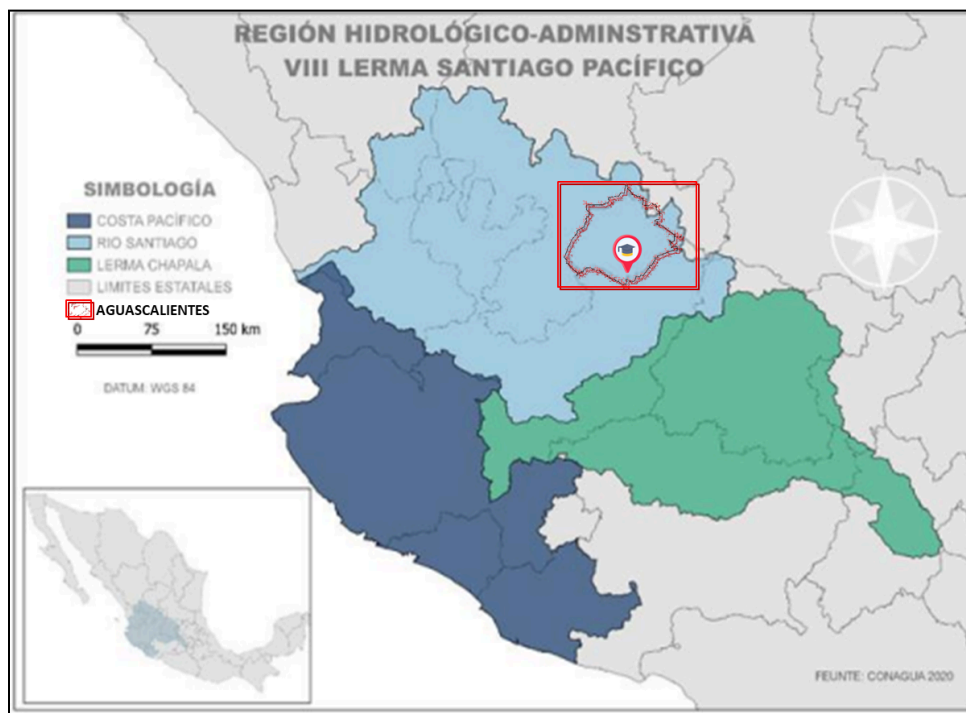 REGIÓN HIDROLÓGICO-ADMINSTRATIVA
VIII LERMA SANTIAGO PACÍFICO
SIMBOLOGÍA
COSTA PACÍFICO
RIO SANTIAGO
LERMA CHAPALA
LIMITES ESTATALES
AGUASCALIENTES
0 75 150 km
DATUM: WGS 84
FEUNTE: CONAGUA 2020